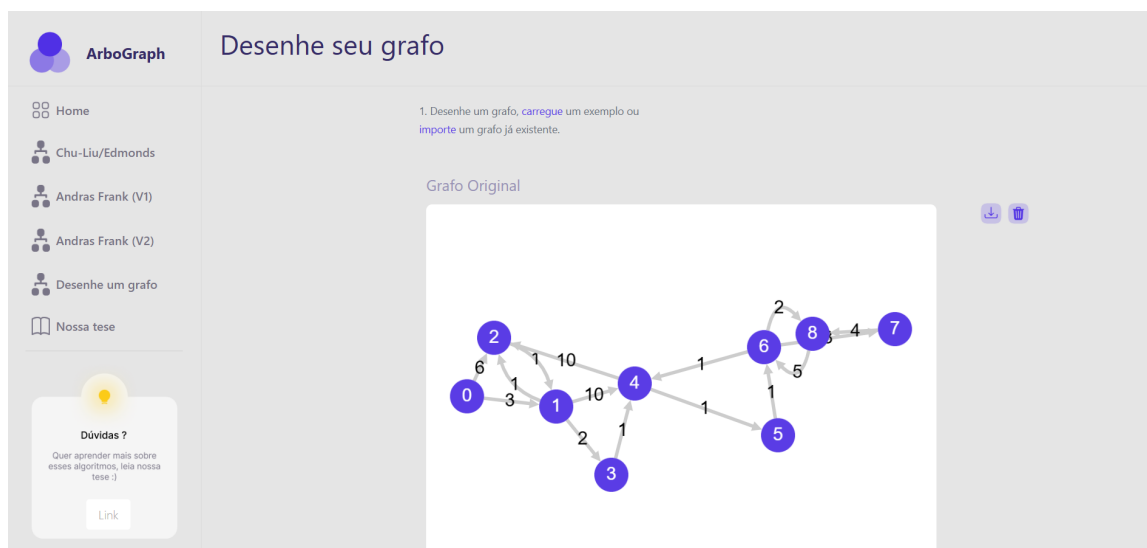 ArboGraph
Desenhe seu grafo
Home
Chu-Liu/Edmonds
Andras Frank (V1)
Andras Frank (V2)
Desenhe um grafo
Nossa tese
Dúvidas ?
Quer aprender mais sobre
esses algoritmos, leia nossa
tese :)
Link
1. Desenhe um grafo, carregue um exemplo ou
importe um grafo já existente.
Grafo Original
2
6
8
4
7
2
1
10
1
6
5
0
3
1
1
10
4
1
1
2
1
5
3